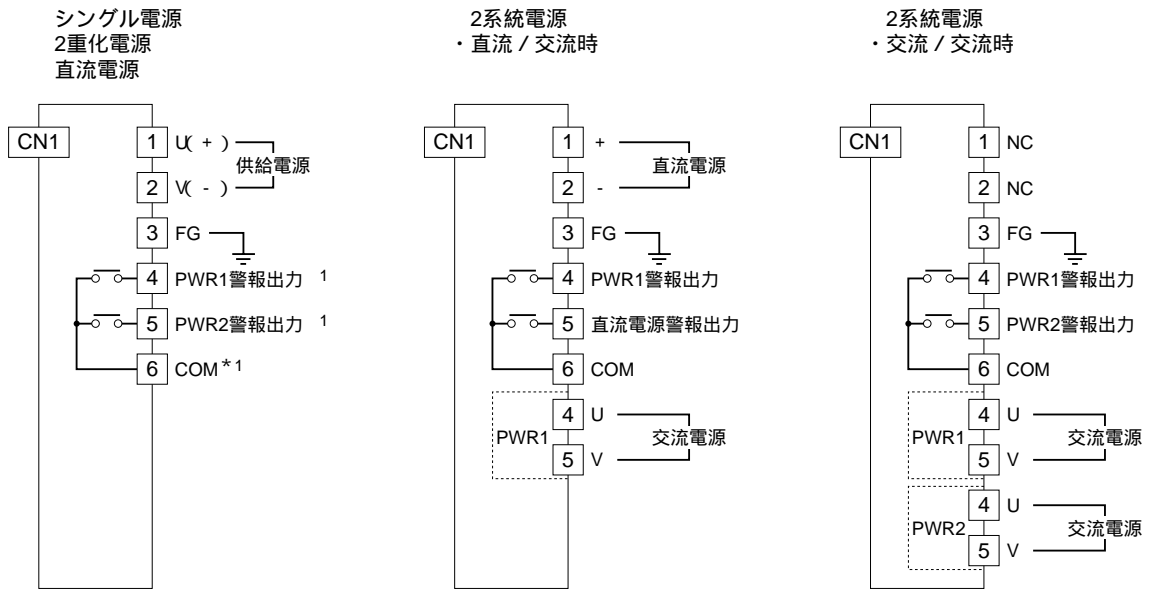 シングル電源
2重化電源
直流電源
CN1
1 U( + )
供給電源
2 V( - )
3 FG
4 PWR1警報出力 1
5 PWR2警報出力 1
6 COM*1
2系統電源
・直流 / 交流時
CN1
1 +
直流電源
2 -
3 FG
4 PWR1警報出力
5 直流電源警報出力
6 COM
PWR1
4 U
交流電源
5 V
2系統電源
・交流 / 交流時
CN1
1 NC
2 NC
3 FG
4 PWR1警報出力
5 PWR2警報出力
6 COM
PWR1
4 U
交流電源
5 V
PWR2
4 U
交流電源
5 V